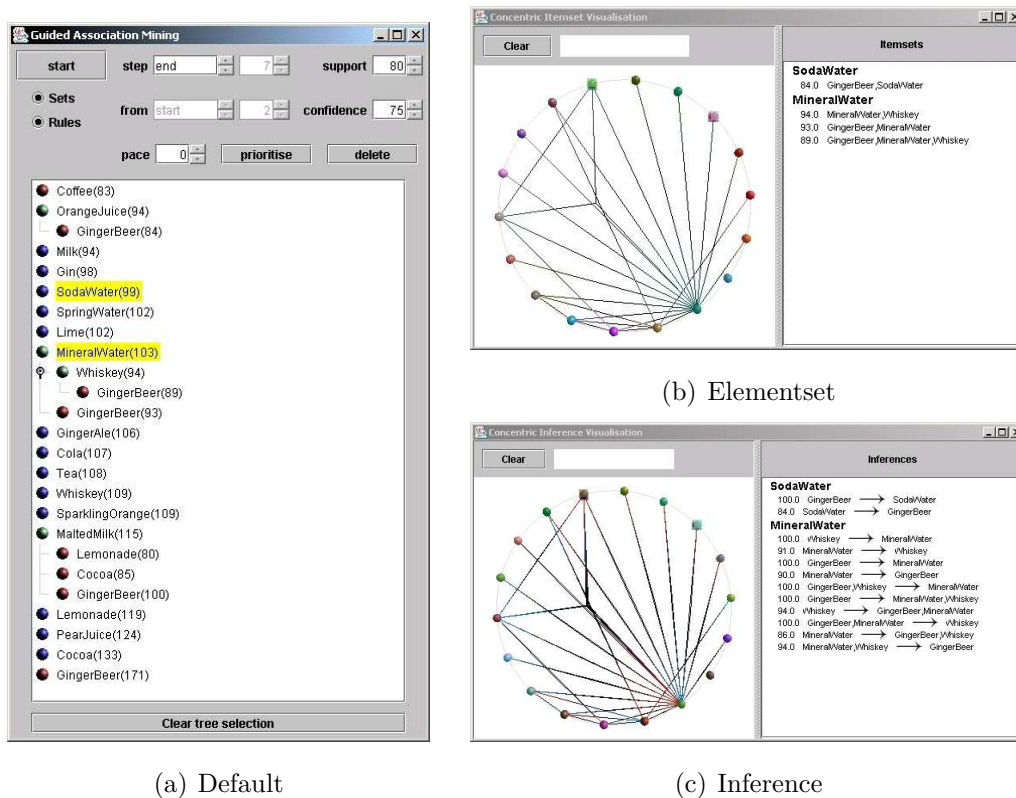 Guided Association Mining
start step end 7 support 80
Sets
Rules
from start 2 confidence 75
pace 0 prioritise delete
Coffee(83)
OrangeJuice(94)
GingerBeer(84)
Milk(94)
Gin(98)
SodaWater(99)
SpringWater(102)
Lime(102)
MineralWater(103)
Whiskey(94)
GingerBeer(89)
GingerBeer(93)
GingerAle(106)
Cola(107)
Tea(108)
Whiskey(109)
SparklingOrange(109)
MaltedMilk(115)
Lemonade(80)
Cocoa(85)
GingerBeer(100)
Lemonade(119)
PearJuice(124)
Cocoa(133)
GingerBeer(171)
Clear tree selection
(a) Default
Concentric Itemset Visualisation
Clear
Itemsets
SodaWater
84.0 GingerBeer,SodaWater
MineralWater
94.0 MineralWater,Whiskey
93.0 GingerBeer,MineralWater
89.0 GingerBeer,MineralWater,Whiskey
(b) Elementset
Concentric Inference Visualisation
Clear
Inferences
SodaWater
100.0 GingerBeer → SodaWater
84.0 SodaWater → GingerBeer
MineralWater
100.0 Whiskey → MineralWater
91.0 MineralWater → Whiskey
100.0 GingerBeer → MineralWater
90.0 MineralWater → GingerBeer
100.0 GingerBeer,Whiskey → MineralWater
100.0 GingerBeer → MineralWater,Whiskey
94.0 Whiskey → GingerBeer,MineralWater
100.0 GingerBeer,MineralWater → Whiskey
86.0 MineralWater → GingerBeer,Whiskey
94.0 MineralWater,Whiskey → GingerBeer
(c) Inference